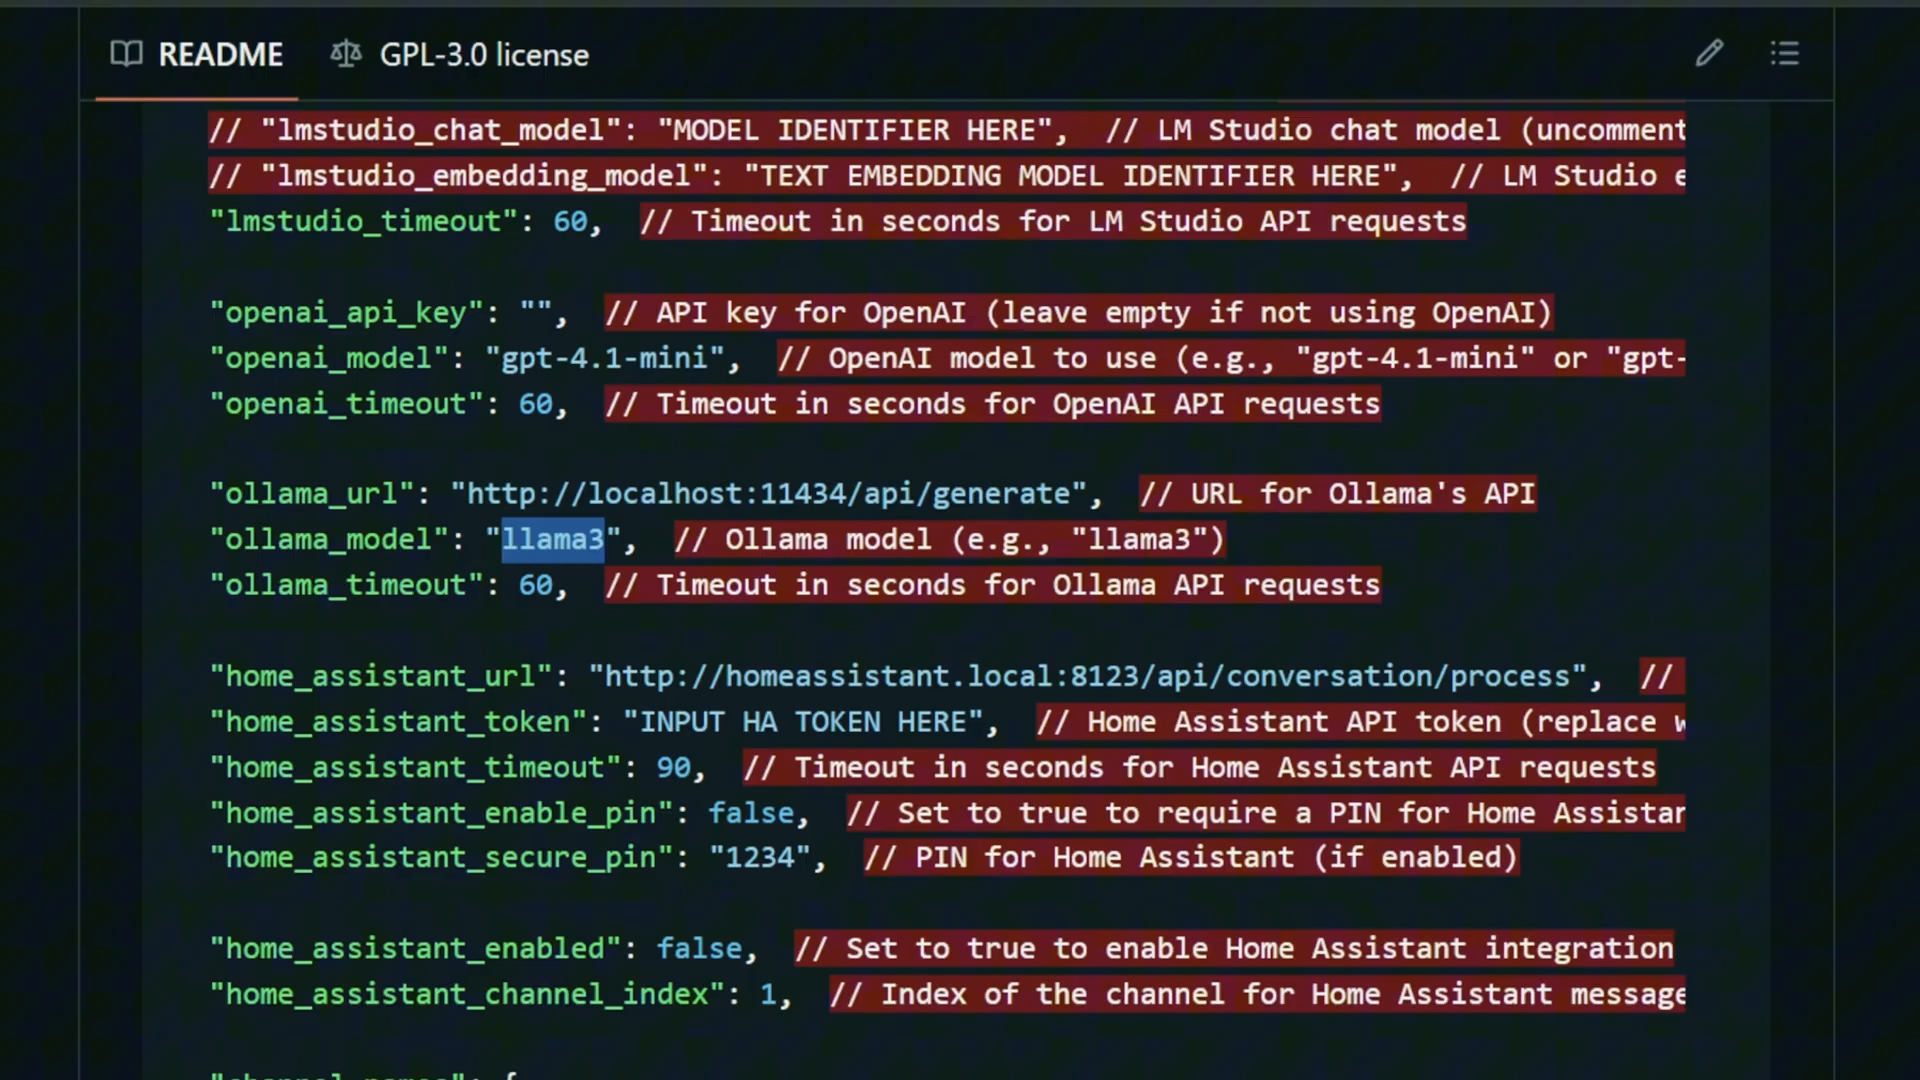 README GPL-3.0 license
// "lmstudio_chat_model": "MODEL IDENTIFIER HERE", // LM Studio chat model (uncomment
// "lmstudio_embedding_model": "TEXT EMBEDDING MODEL IDENTIFIER HERE", // LM Studio
"lmstudio_timeout": 60, // Timeout in seconds for LM Studio API requests
"openai_api_key": "", // API key for OpenAI (leave empty if not using OpenAI)
"openai_model": "gpt-4.1-mini", // OpenAI model to use (e.g., "gpt-4.1-mini" or "gpt-
"openai_timeout": 60, // Timeout in seconds for OpenAI API requests
"ollama_url": "http://localhost:11434/api/generate", // URL for Ollama's API
"ollama_model": "llama3", // Ollama model (e.g., "llama3")
"ollama_timeout": 60, // Timeout in seconds for Ollama API requests
"home_assistant_url": "http://homeassistant.local:8123/api/conversation/process", //
"home_assistant_token": "INPUT HA TOKEN HERE", // Home Assistant API token (replace
"home_assistant_timeout": 90, // Timeout in seconds for Home Assistant API requests
"home_assistant_enable_pin": false, // Set to true to require a PIN for Home Assistan
"home_assistant_secure_pin": "1234", // PIN for Home Assistant (if enabled)
"home_assistant_enabled": false, // Set to true to enable Home Assistant integration
"home_assistant_channel_index": 1, // Index of the channel for Home Assistant message